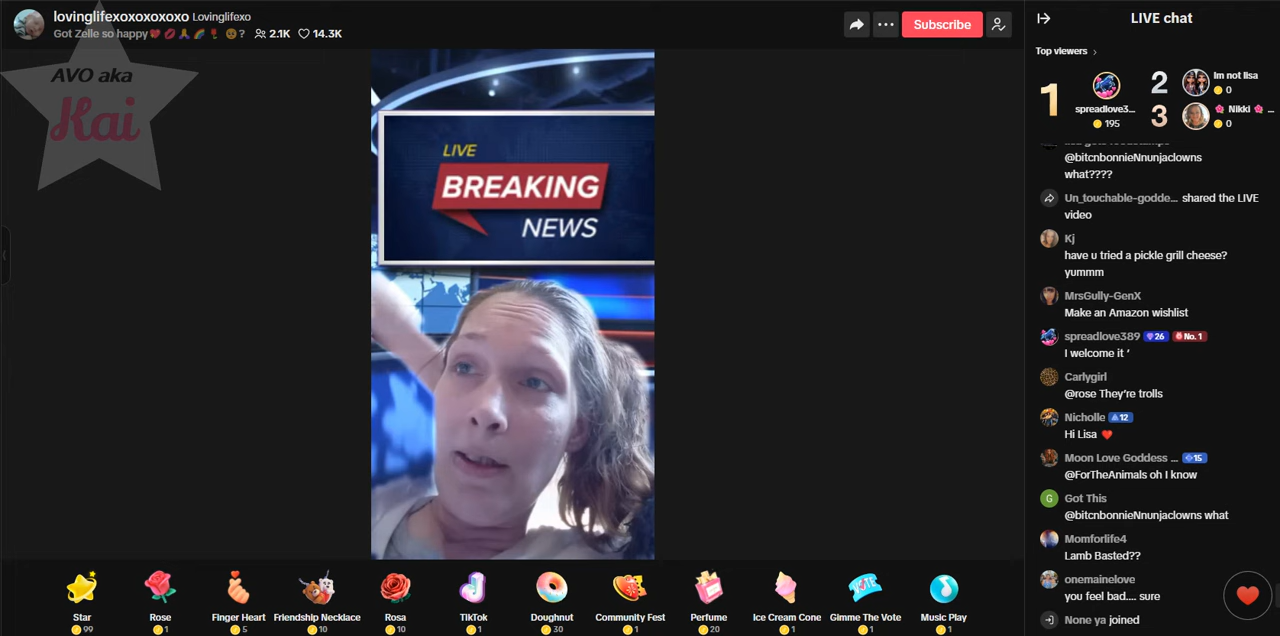 lovinglifexoxoxoxoxo Lovinglifexo
Got Zelle so happy ?
2.1K 14.3K
Subscribe
AVO aka
Kai
LIVE
BREAKING
NEWS
LIVE chat
Top viewers
1
spreadlove3...
195
2
Im not lisa
0
3
Nikki ...
0
@bitcnbonnieNnunjaclowns
what????
Un_touchable-godde... shared the LIVE
video
Kj
have u tried a pickle grill cheese?
yummm
MrsGully-GenX
Make an Amazon wishlist
spreadlove389 26 No. 1
I welcome it ‘
Carlygirl
@rose They're trolls
Nicholle 12
Hi Lisa
Moon Love Goddess ... 15
@ForTheAnimals oh I know
G Got This
@bitcnbonnieNnunjaclowns what
Momforlife4
Lamb Basted??
onemainelove
you feel bad.... sure
None ya joined
Star
99
Rose
1
Finger Heart
5
Friendship Necklace
10
Rosa
10
TikTok
1
Doughnut
30
Community Fest
1
Perfume
20
Ice Cream Cone
1
VOTE
Gimme The Vote
1
Music Play
1